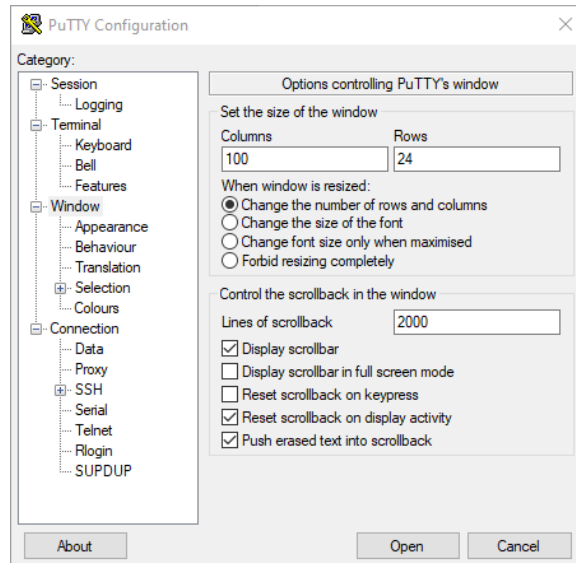 PuTTY Configuration
Category:
Session
Logging
Terminal
Keyboard
Bell
Features
Window
Appearance
Behaviour
Translation
Selection
Colours
Connection
Data
Proxy
SSH
Serial
Telnet
Rlogin
SUPDUP
Options controlling PuTTY's window
Set the size of the window
Columns Rows
100 24
When window is resized:
Change the number of rows and columns
Change the size of the font
Change font size only when maximised
Forbid resizing completely
Control the scrollback in the window
Lines of scrollback 2000
Display scrollbar
Display scrollbar in full screen mode
Reset scrollback on keypress
Reset scrollback on display activity
Push erased text into scrollback
About Open Cancel